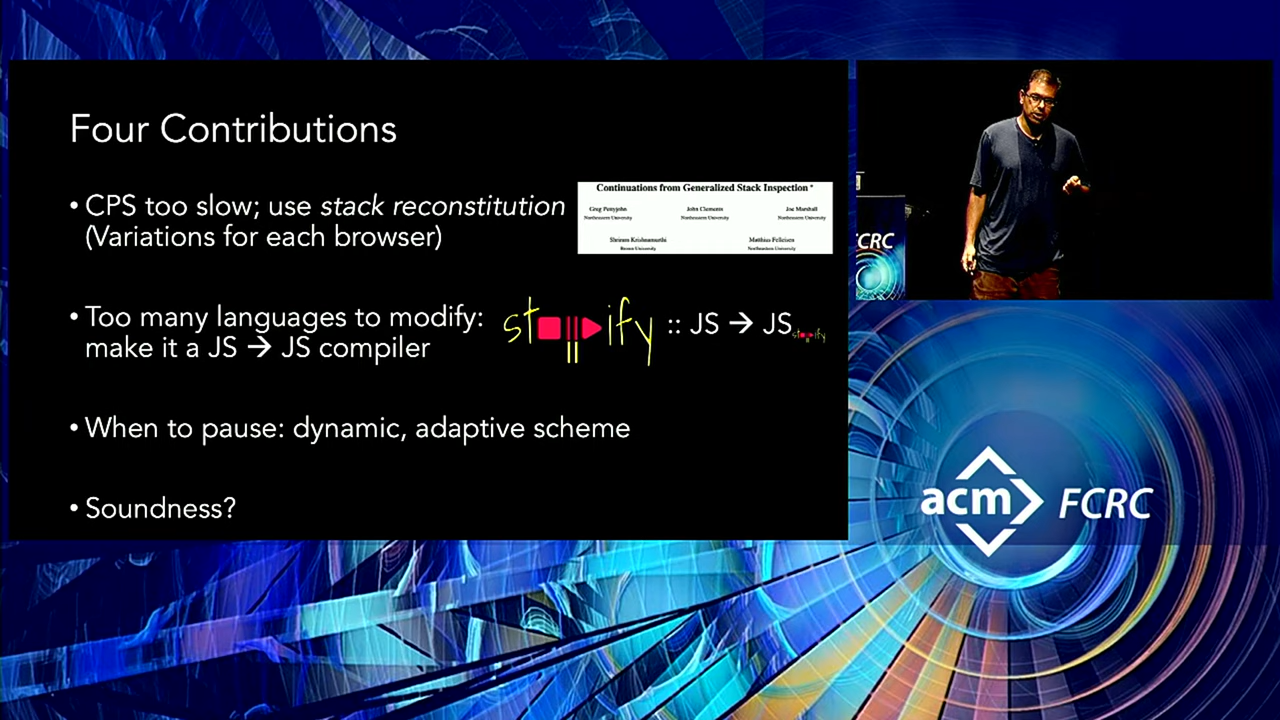 Four Contributions
• CPS too slow; use stack reconstitution
(Variations for each browser)
Continuations from Generalized Stack Inspection*
Greg Pettyjohn John Clements Joe Marshall
Northeastern University Northeastern University Northeastern University
Shriram Krishnamurthi Matthias Felleisen
Brown University Northeastern University
• Too many languages to modify:
make it a JS → JS compiler
stopify :: JS → JS stopify
• When to pause: dynamic, adaptive scheme
• Soundness?
FCRC
acm FCRC